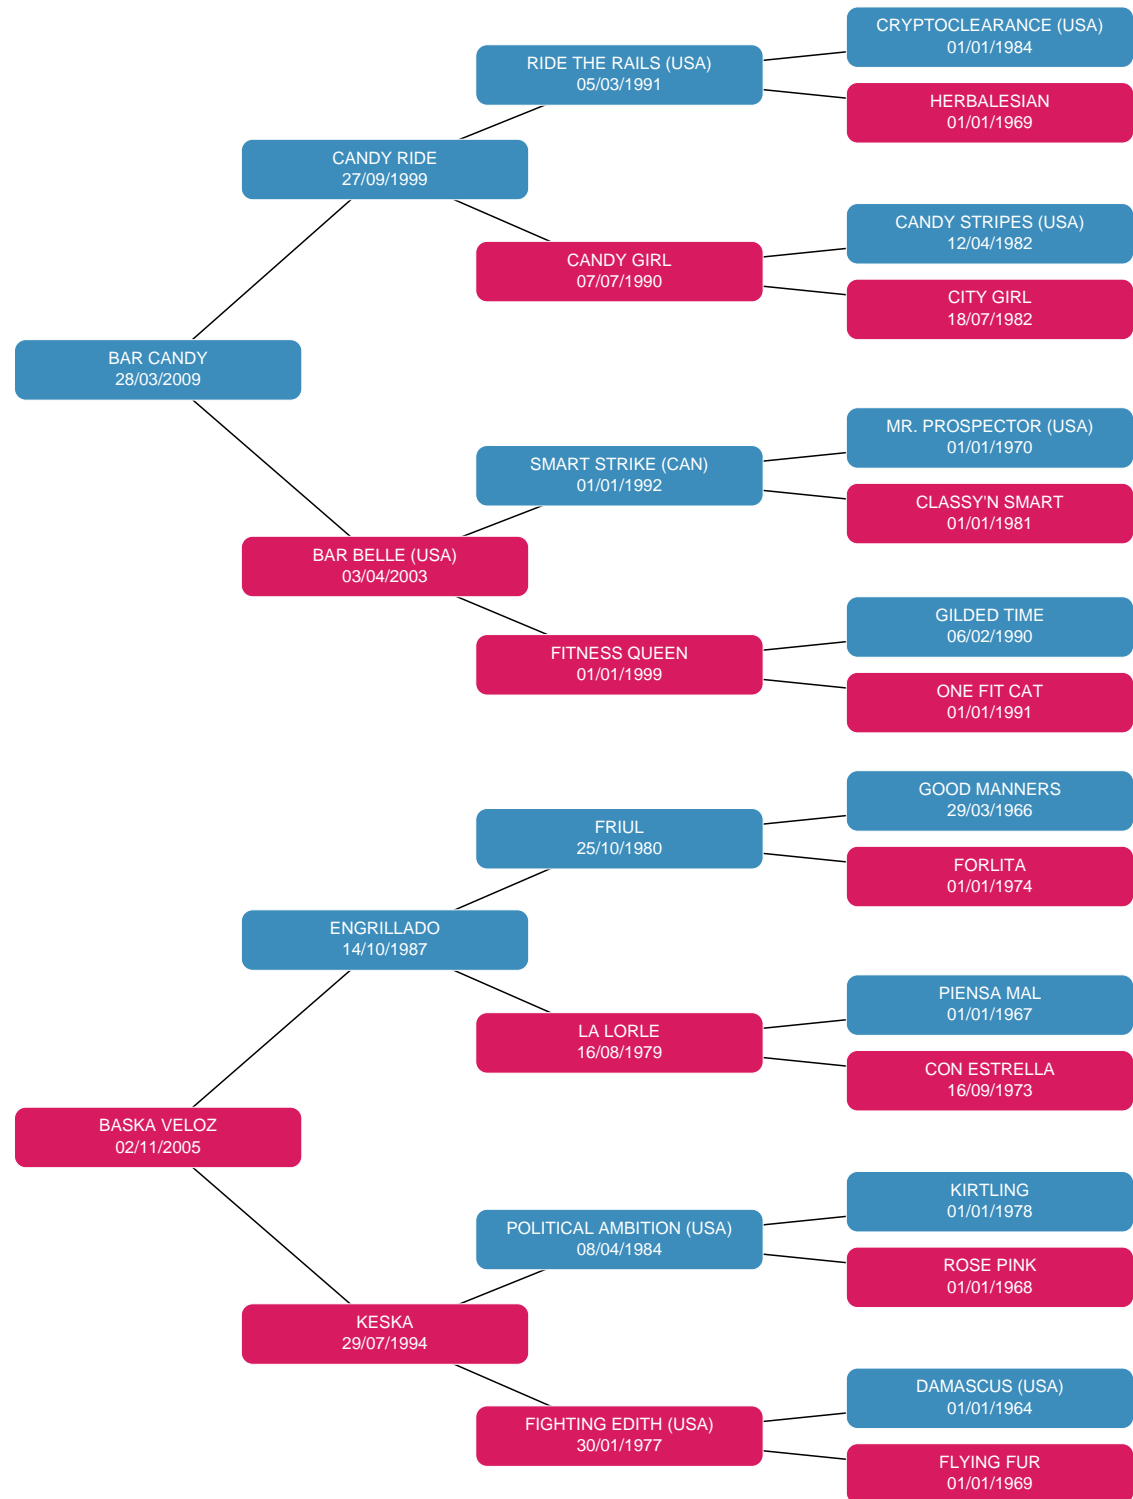 CRYPTOCLEARANCE (USA)
01/01/1984
RIDE THE RAILS (USA)
05/03/1991
HERBALESIAN
01/01/1969
CANDY RIDE
27/09/1999
CANDY STRIPES (USA)
12/04/1982
CANDY GIRL
07/07/1990
CITY GIRL
18/07/1982
BAR CANDY
28/03/2009
MR. PROSPECTOR (USA)
01/01/1970
SMART STRIKE (CAN)
01/01/1992
CLASSY'N SMART
01/01/1981
BAR BELLE (USA)
03/04/2003
GILDED TIME
06/02/1990
FITNESS QUEEN
01/01/1999
ONE FIT CAT
01/01/1991
GOOD MANNERS
29/03/1966
FRIUL
25/10/1980
FORLITA
01/01/1974
ENGRILLADO
14/10/1987
PIENSA MAL
01/01/1967
LA LORLE
16/08/1979
CON ESTRELLA
16/09/1973
BASKA VELOZ
02/11/2005
KIRTLING
01/01/1978
POLITICAL AMBITION (USA)
08/04/1984
ROSE PINK
01/01/1968
KESKA
29/07/1994
DAMASCUS (USA)
01/01/1964
FIGHTING EDITH (USA)
30/01/1977
FLYING FUR
01/01/1969